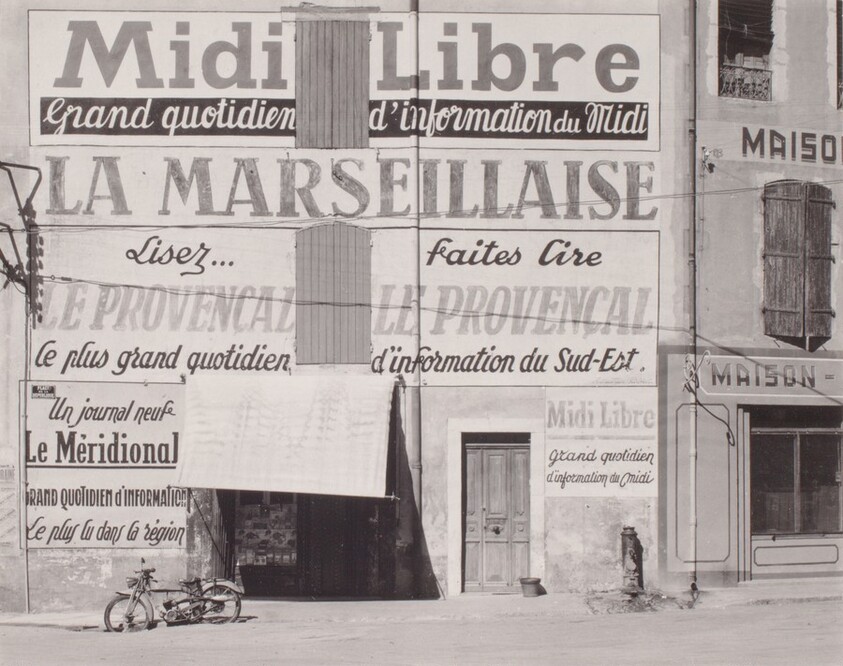 Midi Libre
Grand quotidien d'information du Midi
LA MARSEILLAISE
Lisez... faites lire
LE PROVENÇAL LE PROVENÇAL
le plus grand quotidien d'information du Sud-Est.
Un journal neuf
Le Méridional
GRAND QUOTIDIEN d'INFORMATION
Le plus lu dans la région
Midi Libre
Grand quotidien
d'information du Midi
MAISO
MAISON -